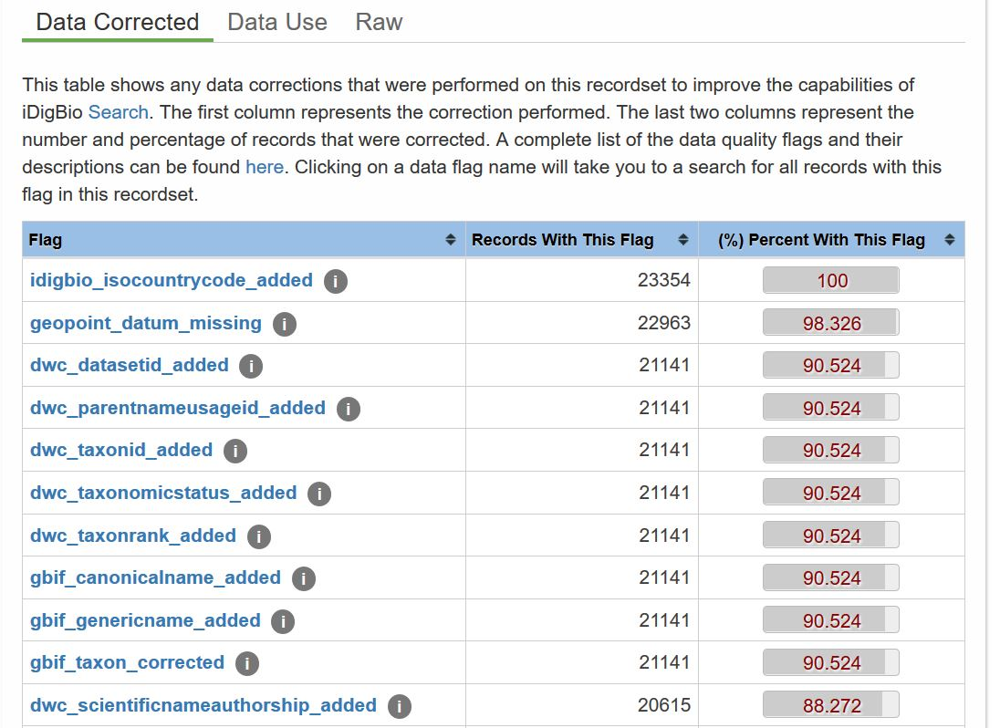 Data Corrected Data Use Raw
This table shows any data corrections that were performed on this recordset to improve the capabilities of
iDigBio Search. The first column represents the correction performed. The last two columns represent the
number and percentage of records that were corrected. A complete list of the data quality flags and their
descriptions can be found here. Clicking on a data flag name will take you to a search for all records with this
flag in this recordset.
Flag Records With This Flag (%) Percent With This Flag
idigbio_isocountrycode_added i 23354 100
geopoint_datum_missing i 22963 98.326
dwc_datasetid_added i 21141 90.524
dwc_parentnameusageid_added i 21141 90.524
dwc_taxonid_added i 21141 90.524
dwc_taxonomicstatus_added i 21141 90.524
dwc_taxonrank_added i 21141 90.524
gbif_canonicalname_added i 21141 90.524
gbif_genericname_added i 21141 90.524
gbif_taxon_corrected i 21141 90.524
dwc_scientificnameauthorship_added i 20615 88.272